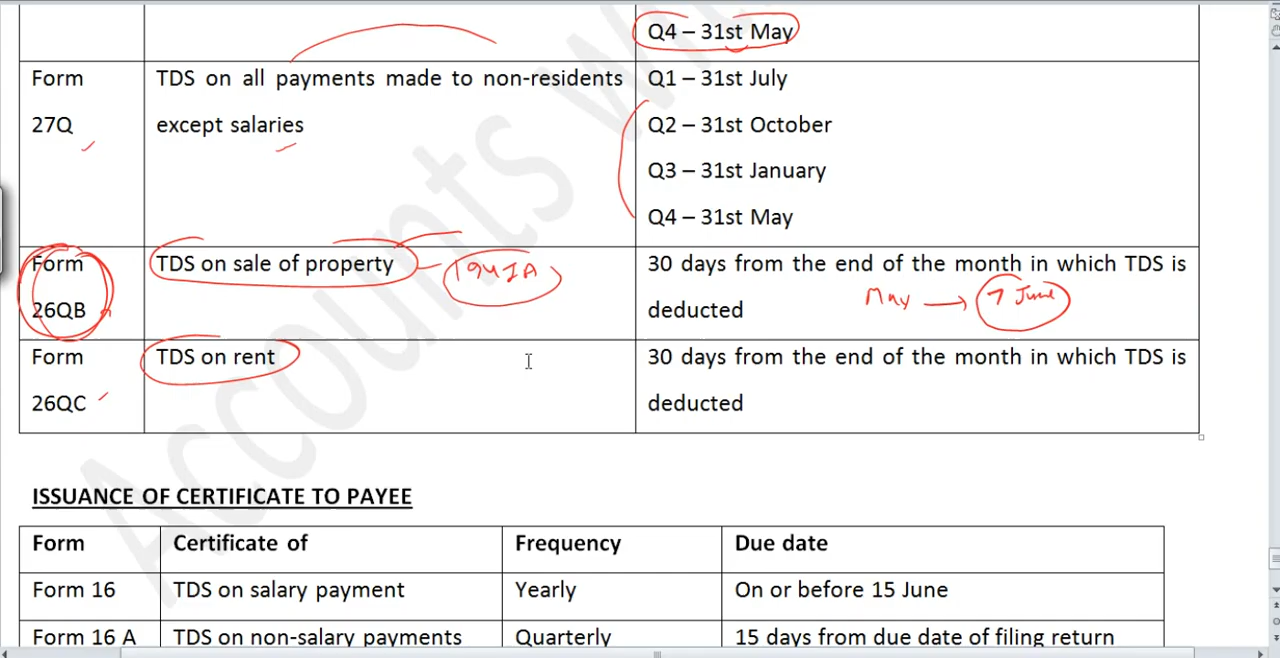 Q4 – 31st May
Form
27Q
TDS on all payments made to non-residents
except salaries
Q1 – 31st July
Q2 – 31st October
Q3 – 31st January
Q4 – 31st May
Form
26QB
TDS on sale of property
194IA
30 days from the end of the month in which TDS is
deducted
May → 7 June
Form
26QC
TDS on rent
30 days from the end of the month in which TDS is
deducted
ISSUANCE OF CERTIFICATE TO PAYEE
Form Certificate of Frequency Due date
Form 16 TDS on salary payment Yearly On or before 15 June
Form 16 A TDS on non-salary payments Quarterly 15 days from due date of filing return
Accounts